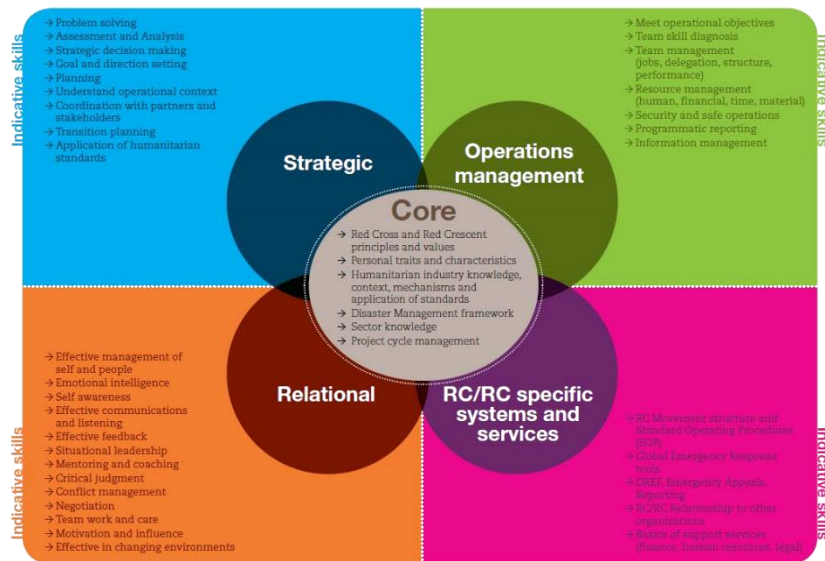 Indicative skills
→ Problem solving
→ Assessment and Analysis
→ Strategic decision making
→ Goal and direction setting
→ Planning
→ Understand operational context
→ Coordination with partners and
stakeholders
→ Transition planning
→ Application of humanitarian
standards
→ Meet operational objectives
→ Team skill diagnosis
→ Team management
(jobs, delegation, structure,
performance)
→ Resource management
(human, financial, time, material)
→ Security and safe operations
→ Programmatic reporting
→ Information management
Indicative skills
Strategic
Operations
management
Core
→ Red Cross and Red Crescent
principles and values
→ Personal traits and characteristics
→ Humanitarian industry knowledge,
context, mechanisms and
application of standards
→ Disaster Management framework
→ Sector knowledge
→ Project cycle management
Relational
RC/RC specific
systems and
services
Indicative skills
→ Effective management of
self and people
→ Emotional intelligence
→ Self awareness
→ Effective communications
and listening
→ Effective feedback
→ Situational leadership
→ Mentoring and coaching
→ Critical judgment
→ Conflict management
→ Negotiation
→ Team work and care
→ Motivation and influence
→ Effective in changing environments
→ RC Movement structure and
Standard Operating Procedures
(SOP)
→ Global Emergency Response
tools
→ DREF, Emergency Appeals,
Reporting
→ RC/RC Relationship to other
organizations
→ Basics of support services
(finance, human resources, legal)
Indicative skills